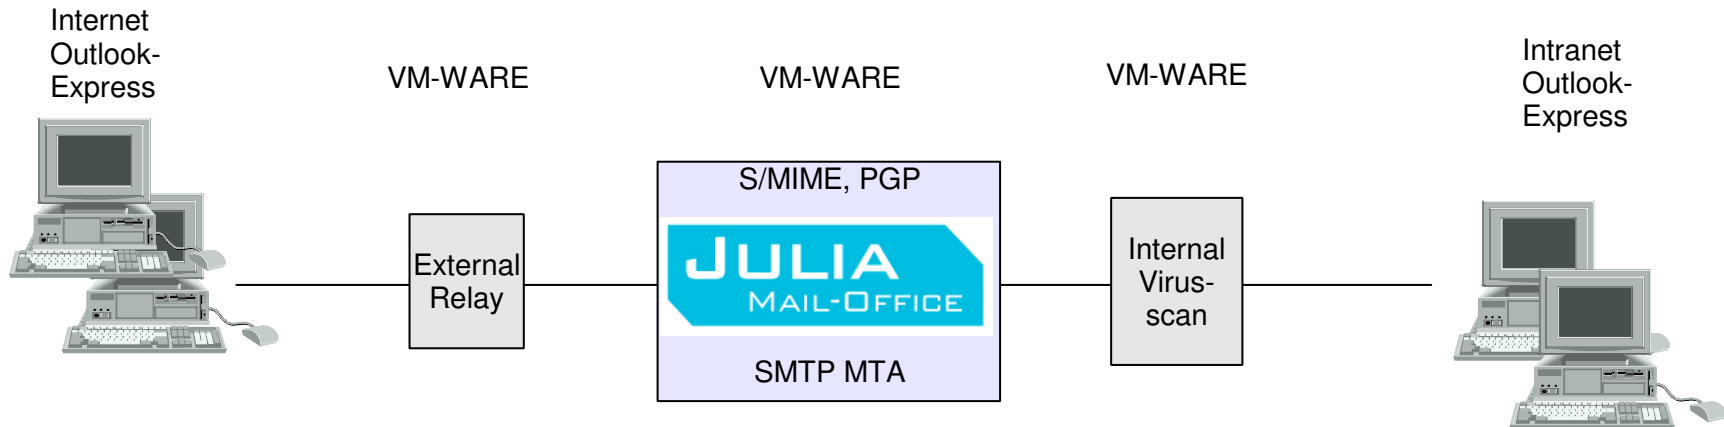 Internet
Outlook-
Express
VM-WARE
VM-WARE
VM-WARE
Intranet
Outlook-
Express
External
Relay
S/MIME, PGP
JULIA
MAIL-OFFICE
SMTP MTA
Internal
Virus-
scan